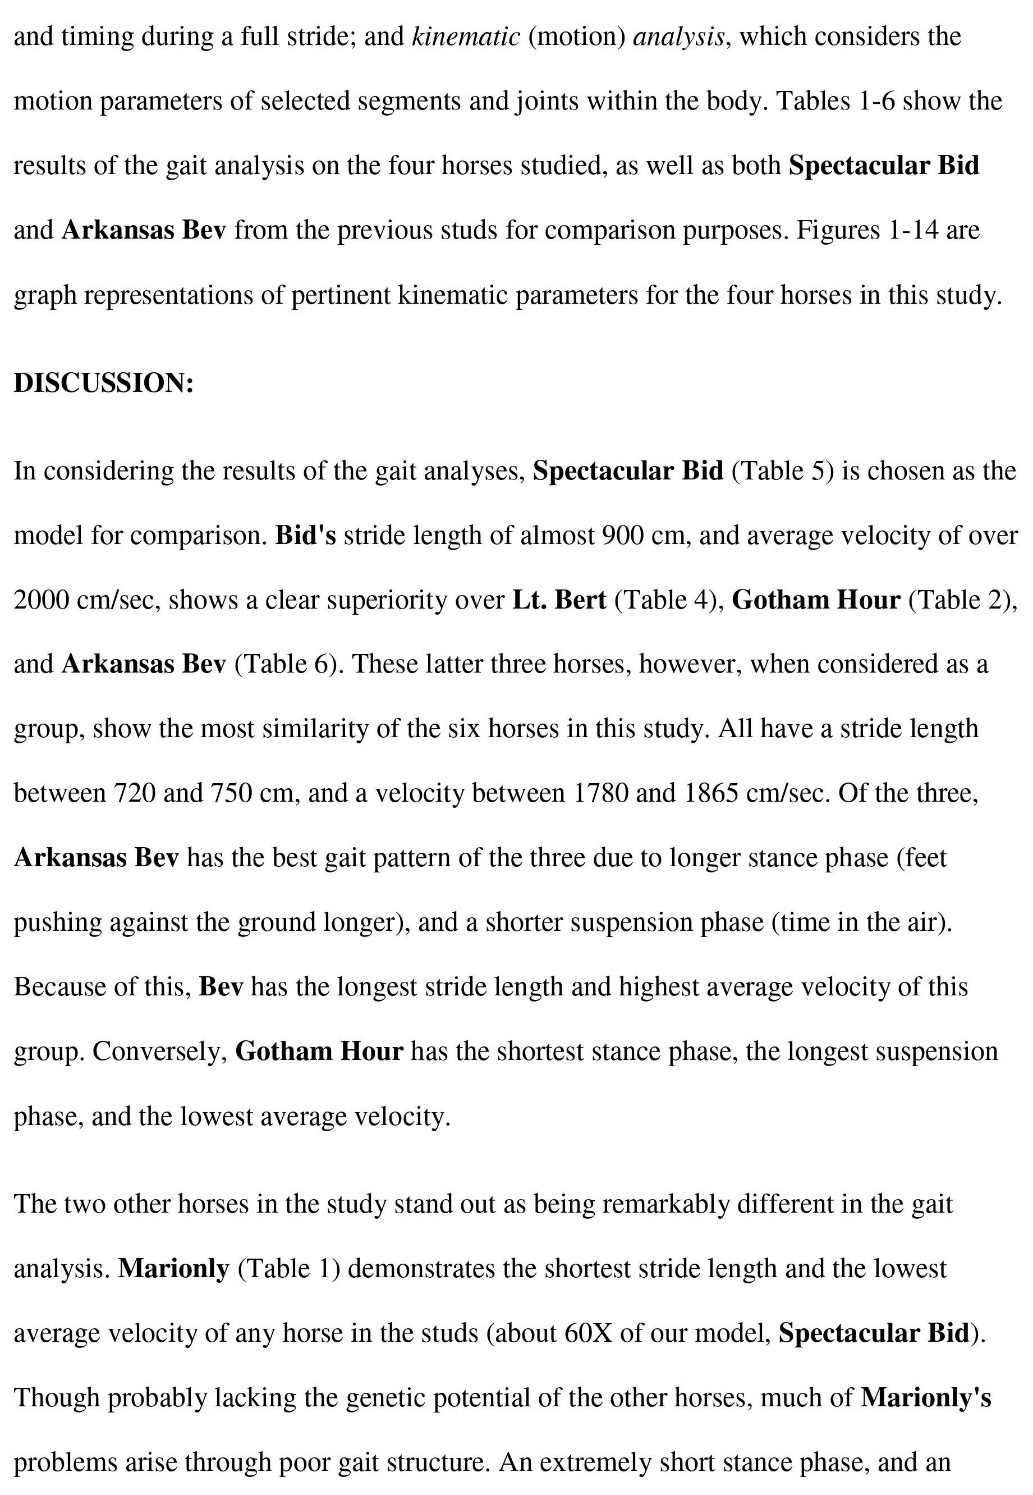 and timing during a full stride; and kinematic (motion) analysis, which considers the
motion parameters of selected segments and joints within the body. Tables 1-6 show the
results of the gait analysis on the four horses studied, as well as both Spectacular Bid
and Arkansas Bev from the previous studs for comparison purposes. Figures 1-14 are
graph representations of pertinent kinematic parameters for the four horses in this study.
DISCUSSION:
In considering the results of the gait analyses, Spectacular Bid (Table 5) is chosen as the
model for comparison. Bid's stride length of almost 900 cm, and average velocity of over
2000 cm/sec, shows a clear superiority over Lt. Bert (Table 4), Gotham Hour (Table 2),
and Arkansas Bev (Table 6). These latter three horses, however, when considered as a
group, show the most similarity of the six horses in this study. All have a stride length
between 720 and 750 cm, and a velocity between 1780 and 1865 cm/sec. Of the three,
Arkansas Bev has the best gait pattern of the three due to longer stance phase (feet
pushing against the ground longer), and a shorter suspension phase (time in the air).
Because of this, Bev has the longest stride length and highest average velocity of this
group. Conversely, Gotham Hour has the shortest stance phase, the longest suspension
phase, and the lowest average velocity.
The two other horses in the study stand out as being remarkably different in the gait
analysis. Marionly (Table 1) demonstrates the shortest stride length and the lowest
average velocity of any horse in the studs (about 60X of our model, Spectacular Bid).
Though probably lacking the genetic potential of the other horses, much of Marionly's
problems arise through poor gait structure. An extremely short stance phase, and an